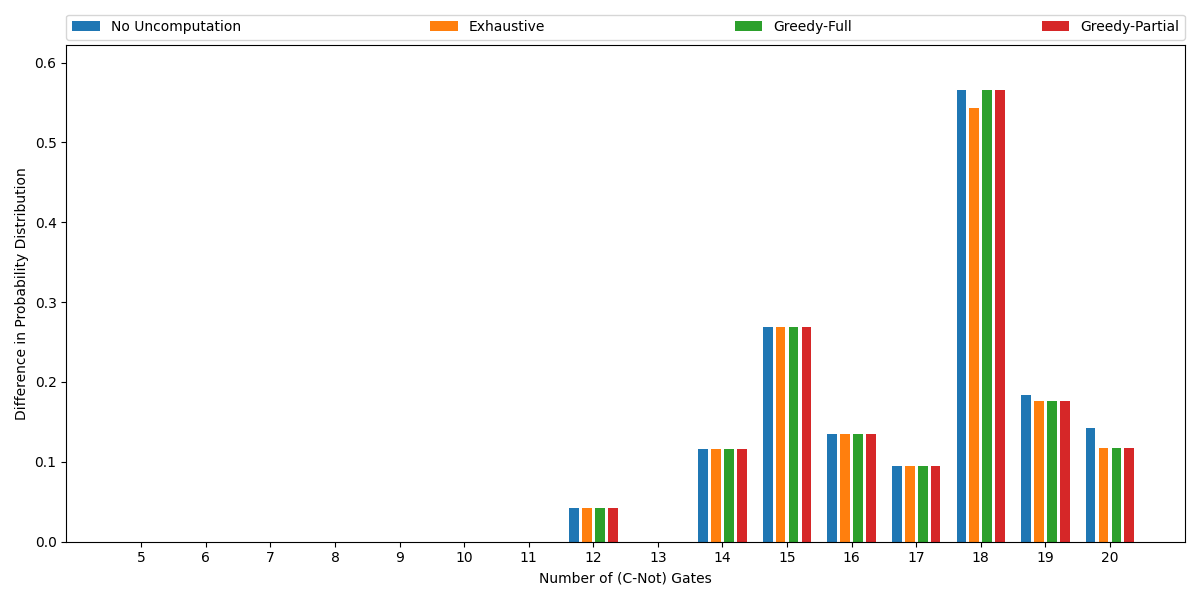 No Uncomputation Exhaustive Greedy-Full Greedy-Partial
Difference in Probability Distribution
0.6
0.5
0.4
0.3
0.2
0.1
0.0
5 6 7 8 9 10 11 12 13 14 15 16 17 18 19 20
Number of (C-Not) Gates